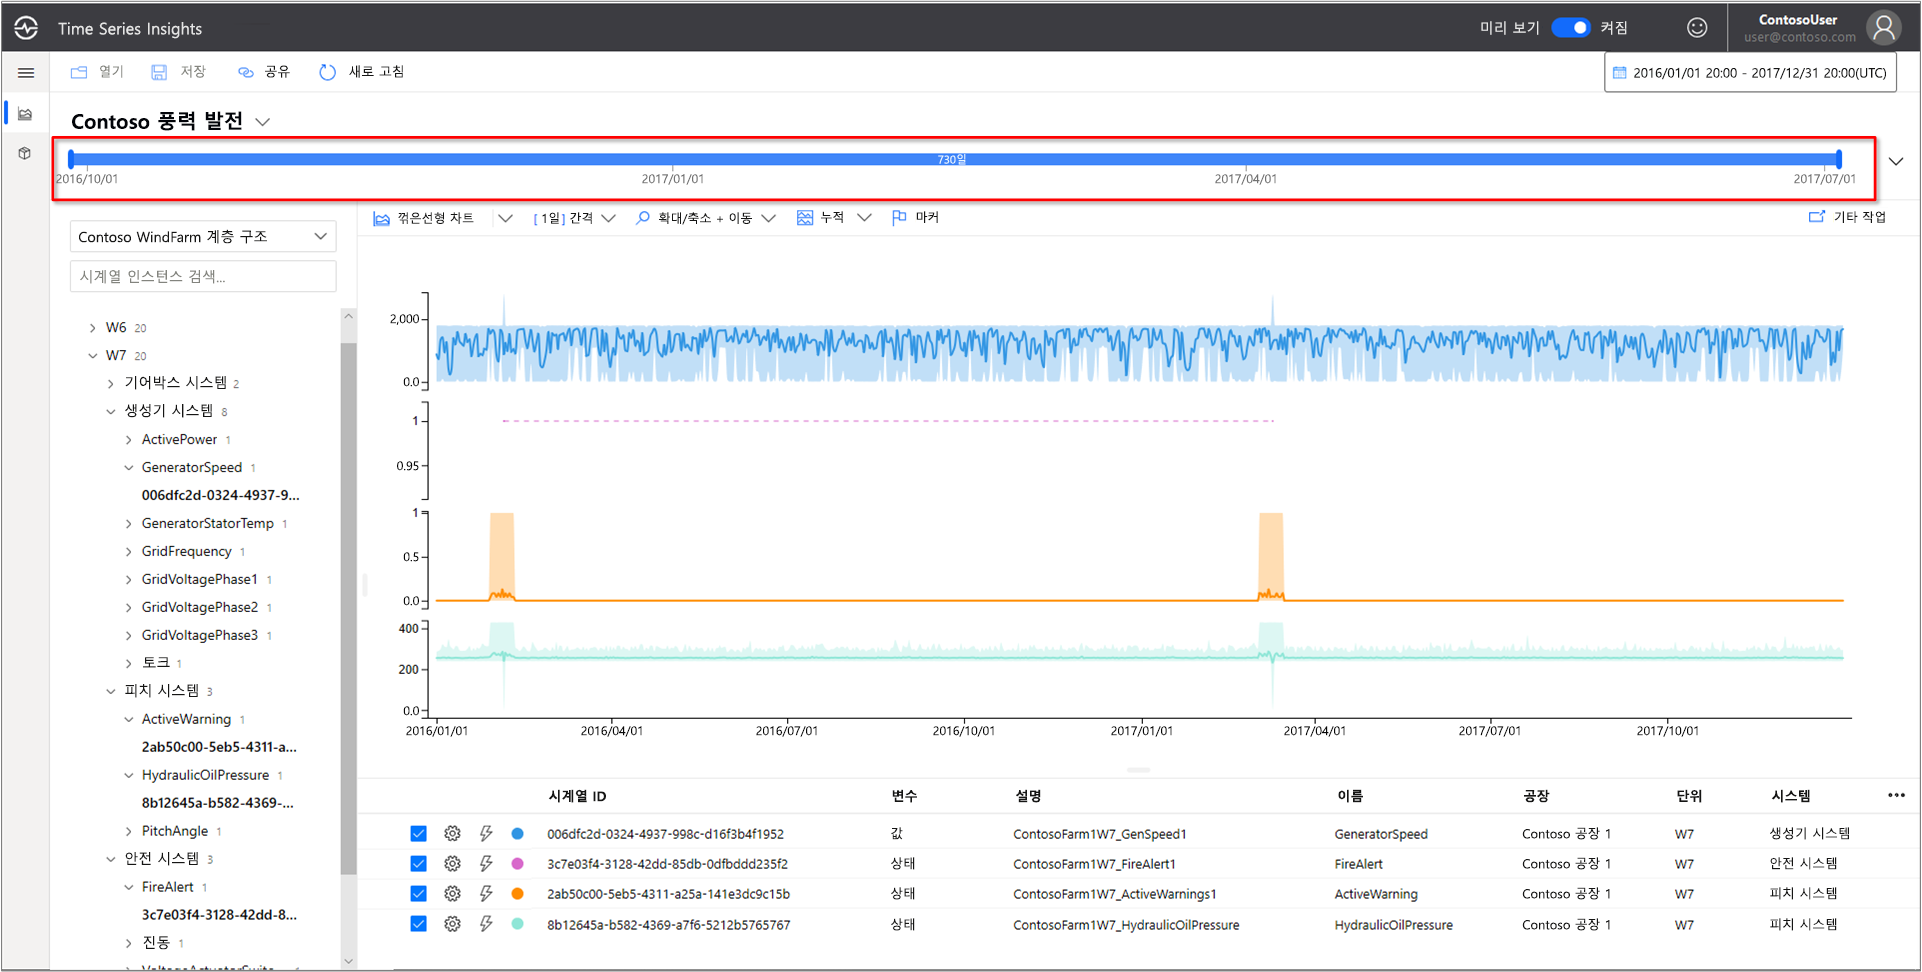 Time Series Insights
미리 보기 켜짐
ContosoUser
user@contoso.com
열기 저장 공유 새로 고침
2016/01/01 20:00 - 2017/12/31 20:00(UTC)
Contoso 풍력 발전
730일
2016/10/01 2017/01/01 2017/04/01 2017/07/01
꺾은선형 차트 [1일] 간격 확대/축소 + 이동 누적 마커 기타 작업
Contoso WindFarm 계층 구조
시계열 인스턴스 검색...
W6 20
W7 20
기어박스 시스템 2
생성기 시스템 8
ActivePower 1
GeneratorSpeed 1
006dfc2d-0324-4937-9...
GeneratorStatorTemp 1
GridFrequency 1
GridVoltagePhase1 1
GridVoltagePhase2 1
GridVoltagePhase3 1
토크 1
피치 시스템 3
ActiveWarning 1
2ab50c00-5eb5-4311-a...
HydraulicOilPressure 1
8b12645a-b582-4369-...
PitchAngle 1
안전 시스템 3
FireAlert 1
3c7e03f4-3128-42dd-8...
진동 1
2,000
0.0
1
0.95
1
0.5
0.0
400
200
0.0
2016/01/01 2016/04/01 2016/07/01 2016/10/01 2017/01/01 2017/04/01 2017/07/01 2017/10/01
시계열 ID 변수 설명 이름 공장 단위 시스템
006dfc2d-0324-4937-998c-d16f3b4f1952 값 ContosoFarm1W7_GenSpeed1 GeneratorSpeed Contoso 공장 1 W7 생성기 시스템
3c7e03f4-3128-42dd-85db-0dfbddd235f2 상태 ContosoFarm1W7_FireAlert1 FireAlert Contoso 공장 1 W7 안전 시스템
2ab50c00-5eb5-4311-a25a-141e3dc9c15b 상태 ContosoFarm1W7_ActiveWarnings1 ActiveWarning Contoso 공장 1 W7 피치 시스템
8b12645a-b582-4369-a7f6-5212b5765767 상태 ContosoFarm1W7_HydraulicOilPressure HydraulicOilPressure Contoso 공장 1 W7 피치 시스템